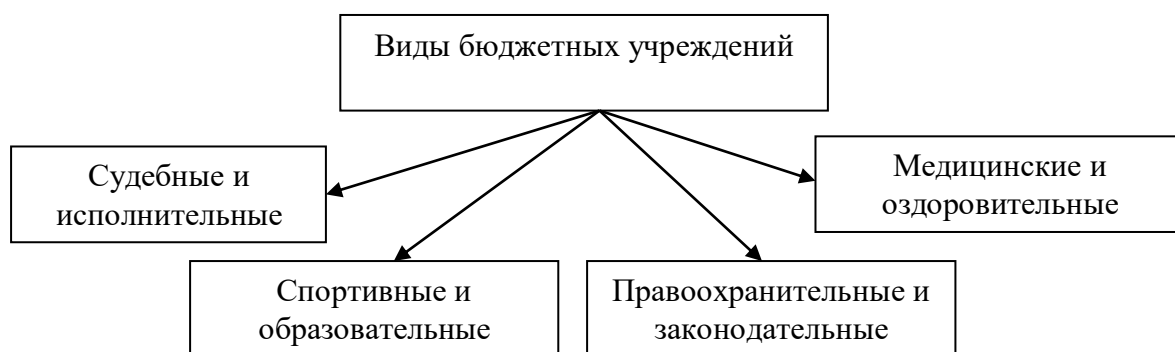 Виды бюджетных учреждений
Судебные и
исполнительные
Медицинские и
оздоровительные
Спортивные и
образовательные
Правоохранительные и
законодательные